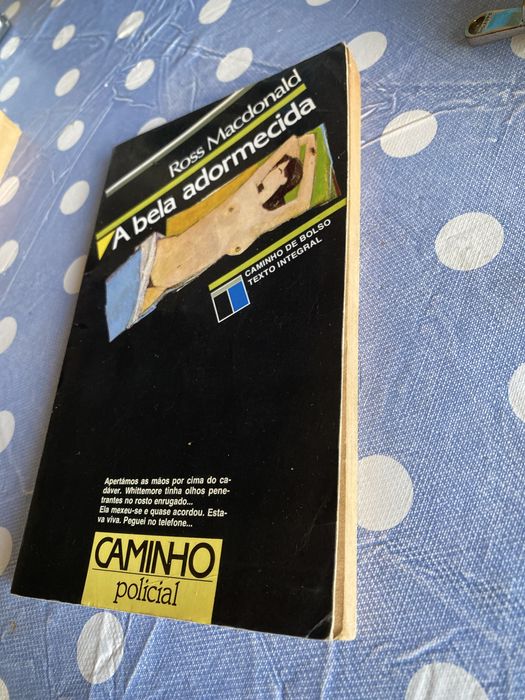 Ross Macdonald
A bela adormecida
CAMINHO DE BOLSO
TEXTO INTEGRAL
Apertámos as mãos por cima do ca-
dáver. Whittemore tinha olhos pene-
trantes no rosto enrugado...
Ela mexeu-se e quase acordou. Esta-
va viva. Peguei no telefone...
CAMINHO
policial